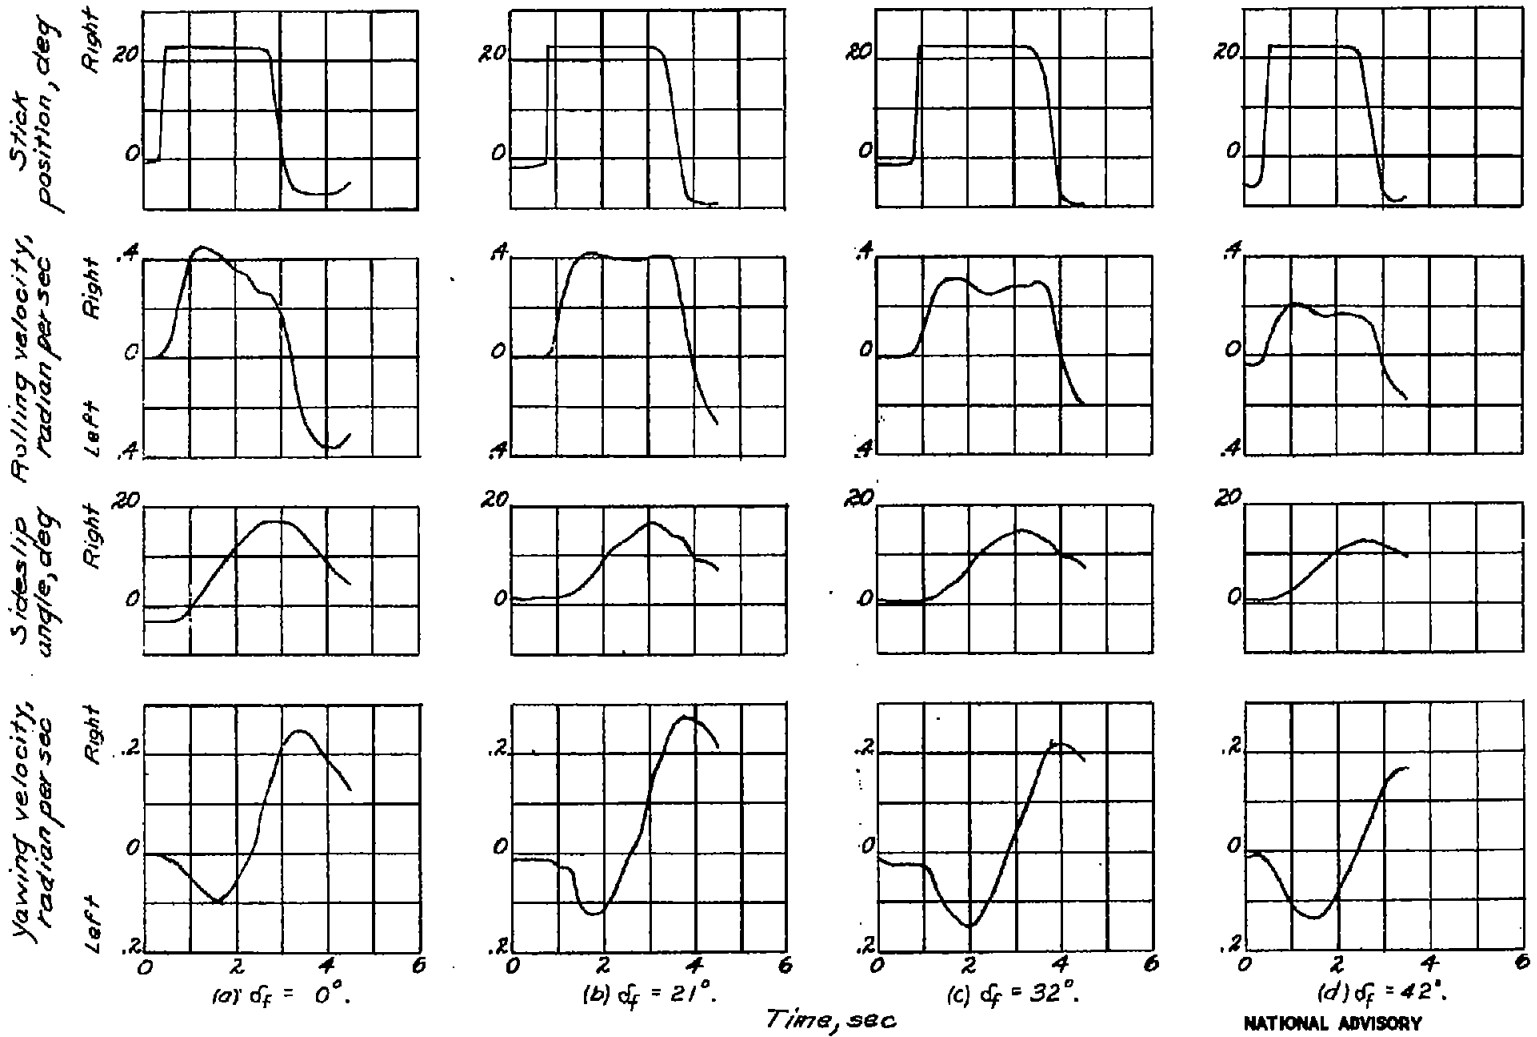 Stick position, deg
Right
20
0
20
0
20
0
20
0
Rolling velocity, radian per sec
Right
Left
.4
0
.4
.4
0
.4
.4
0
.4
.4
0
.4
Sideslip angle, deg
Right
20
0
20
0
20
0
20
0
Yawing velocity, radian per sec
Right
Left
.2
0
.2
.2
0
.2
.2
0
.2
.2
0
.2
0 2 4 6
0 2 4 6
0 2 4 6
0 2 4 6
(a) δf = 0°.
(b) δf = 21°.
(c) δf = 32°.
(d) δf = 42°.
Time, sec
NATIONAL ADVISORY